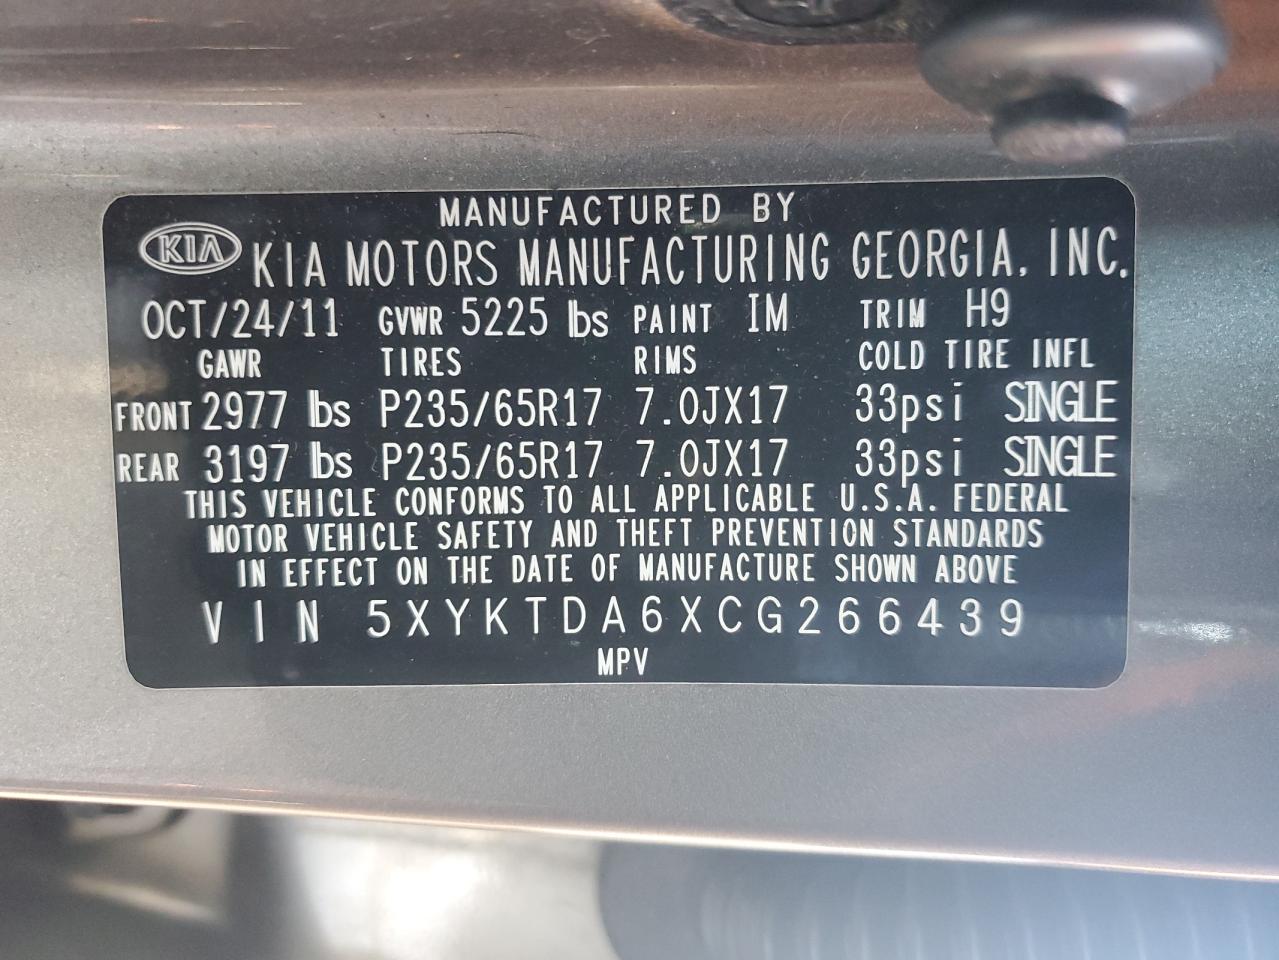 MANUFACTURED BY
KIA KIA MOTORS MANUFACTURING GEORGIA, INC.
OCT/24/11 GVWR 5225 lbs PAINT IM TRIM H9
GAWR TIRES RIMS COLD TIRE INFL
FRONT 2977 lbs P235/65R17 7.0JX17 33psi SINGLE
REAR 3197 lbs P235/65R17 7.0JX17 33psi SINGLE
THIS VEHICLE CONFORMS TO ALL APPLICABLE U.S.A. FEDERAL
MOTOR VEHICLE SAFETY AND THEFT PREVENTION STANDARDS
IN EFFECT ON THE DATE OF MANUFACTURE SHOWN ABOVE
VIN 5XYKTDA6XCG266439
MPV